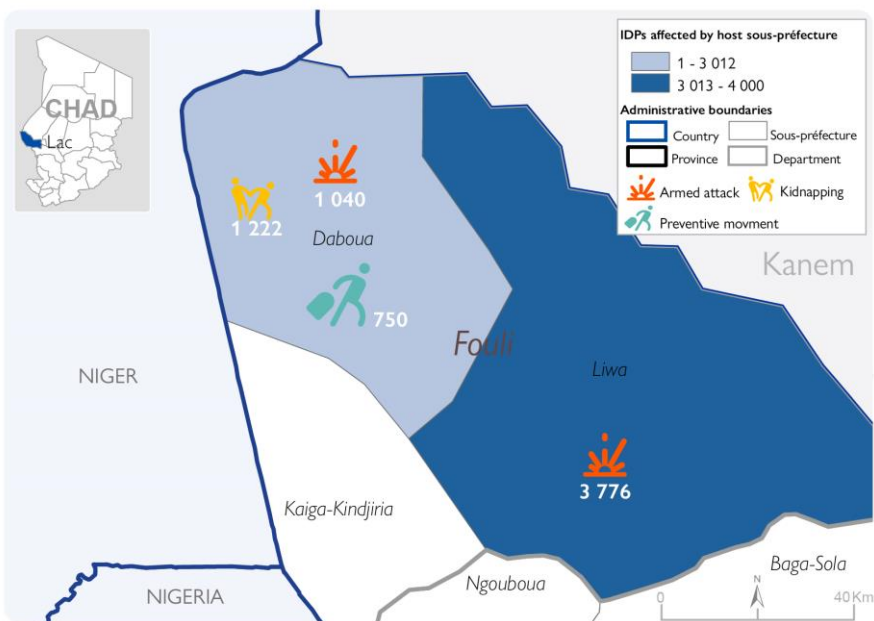 CHAD
Lac
IDPs affected by host sous-préfecture
1 - 3 012
3 013 - 4 000
Administrative boundaries
Country
Sous-préfecture
Province
Department
Armed attack
Kidnapping
Preventive movment
1 040
1 222
Daboua
750
Kanem
Fouli
NIGER
Liwa
3 776
Kaiga-Kindjiria
Baga-Sola
Ngouboua
NIGERIA
N
0
40 Km